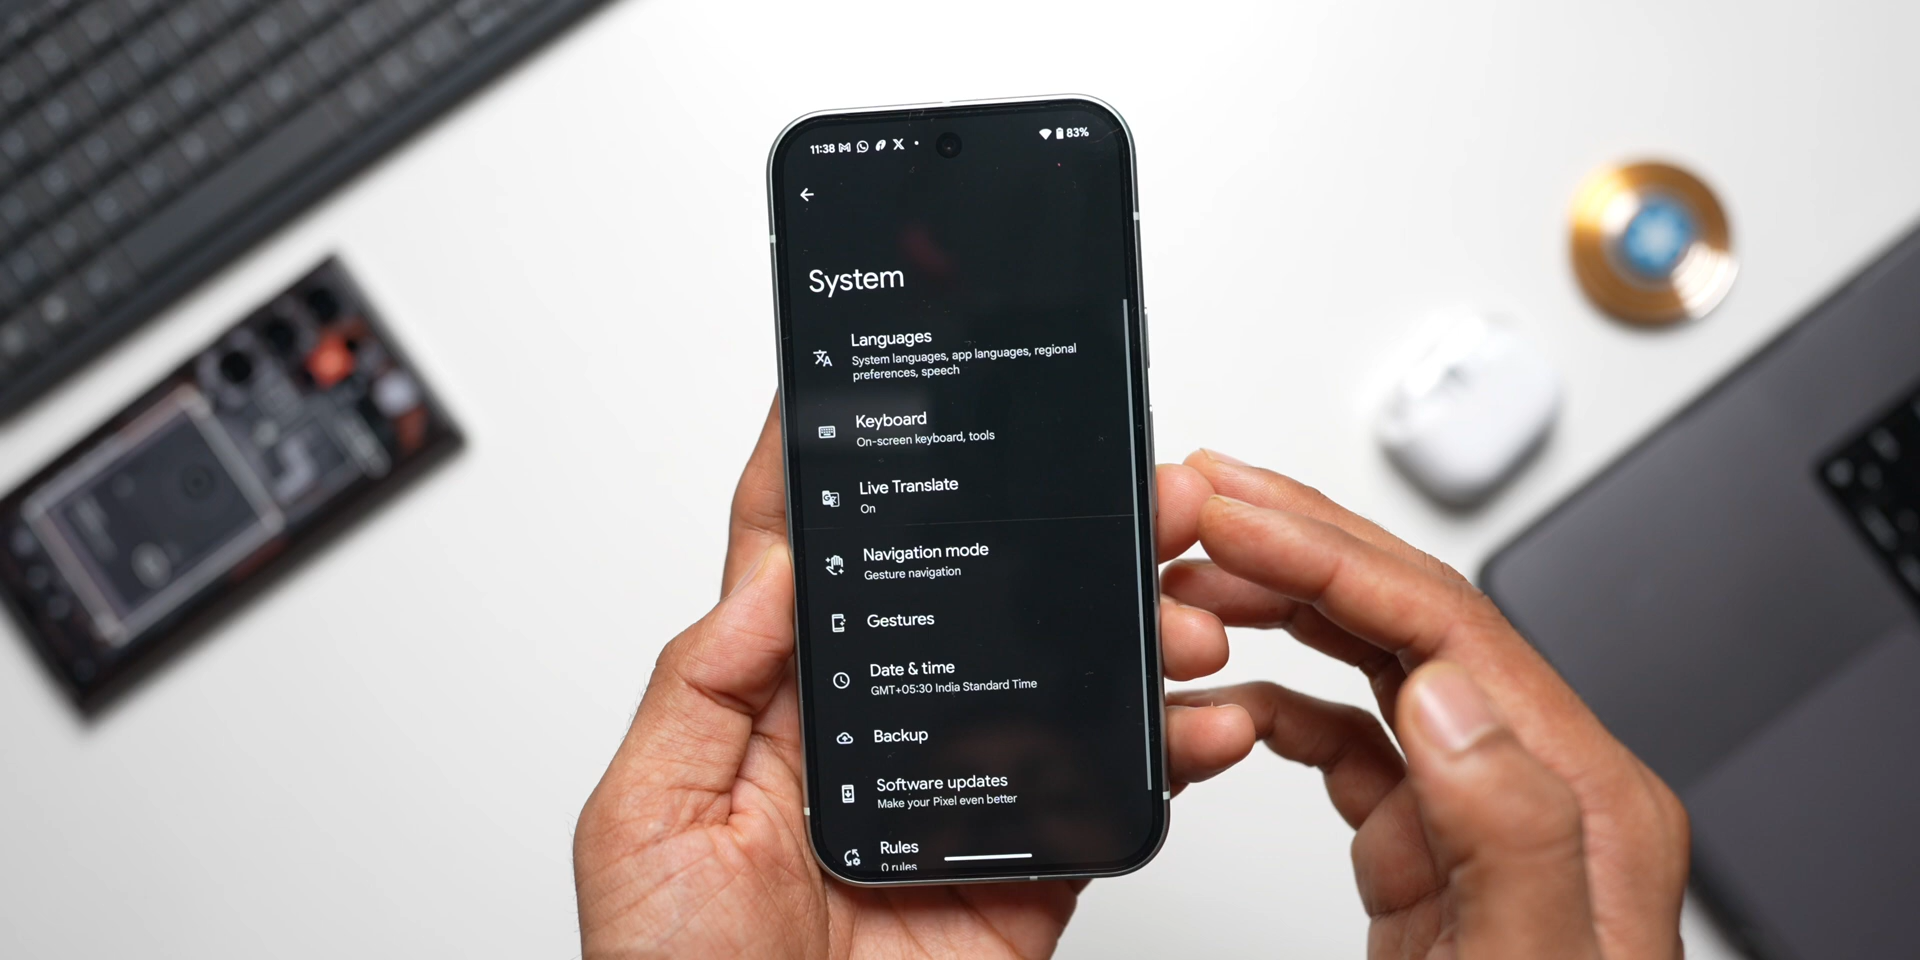 11:38
83%
System
Languages
System languages, app languages, regional
preferences, speech
Keyboard
On-screen keyboard, tools
Live Translate
On
Navigation mode
Gesture navigation
Gestures
Date & time
GMT+05:30 India Standard Time
Backup
Software updates
Make your Pixel even better
Rules
0 rules